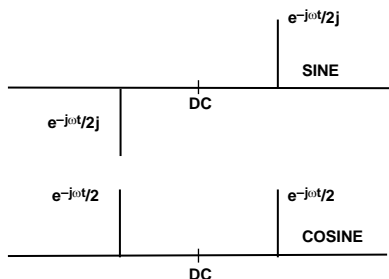 e–jωt/2j
SINE
DC
e–jωt/2j
e–jωt/2
e–jωt/2
COSINE
DC